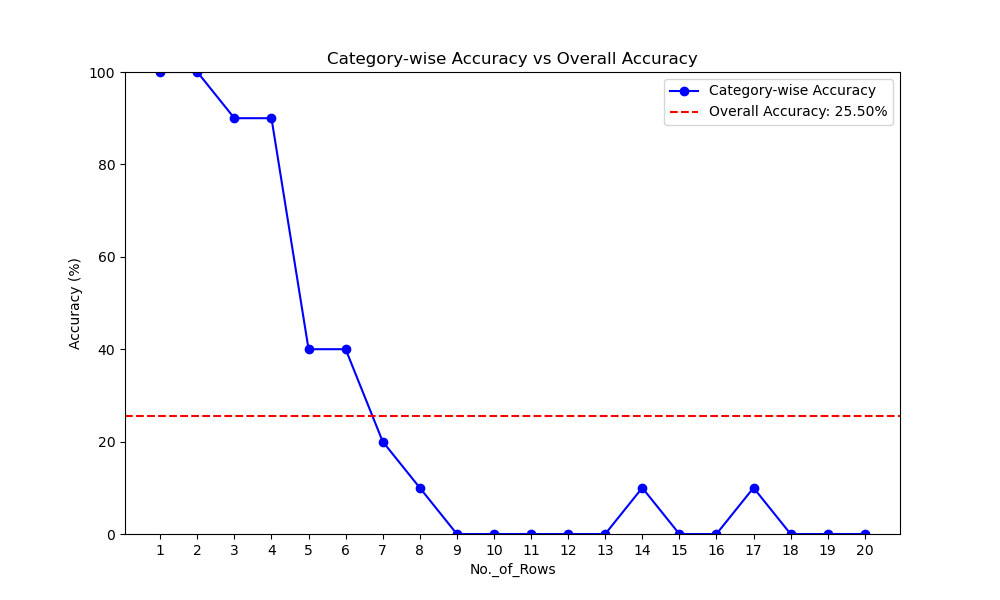 Category-wise Accuracy vs Overall Accuracy
Category-wise Accuracy
Overall Accuracy: 25.50%
Accuracy (%)
100
80
60
40
20
0
1 2 3 4 5 6 7 8 9 10 11 12 13 14 15 16 17 18 19 20
No._of_Rows